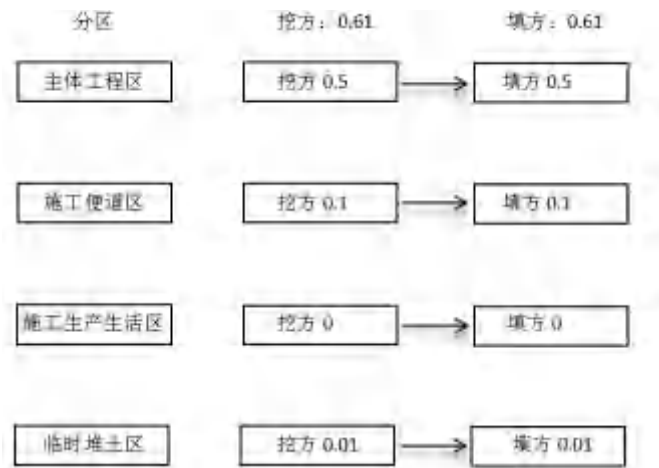 分区 挖方：0.61 填方：0.61
主体工程区 挖方 0.5 填方 0.5
施工便道区 挖方 0.1 填方 0.1
施工生产生活区 挖方 0 填方 0
临时堆土区 挖方 0.01 填方 0.01